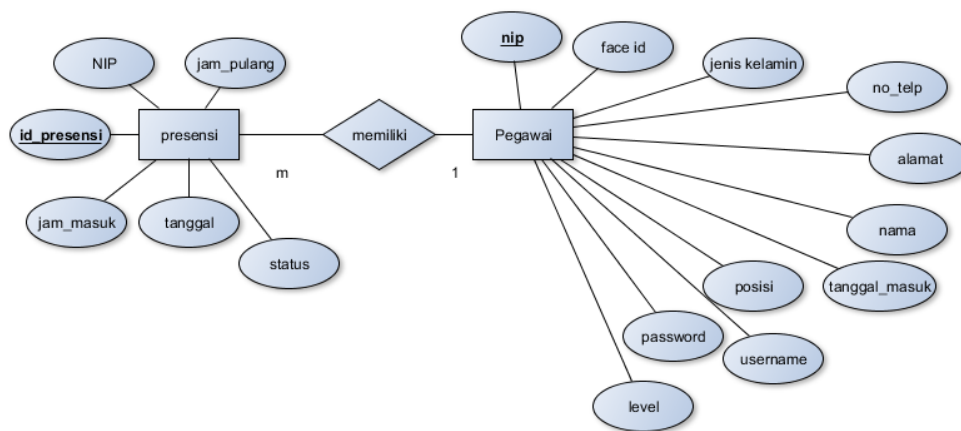 nip
face id
NIP
jam_pulang
jenis kelamin
no_telp
id_presensi
presensi
memiliki
Pegawai
alamat
m
1
jam_masuk
tanggal
nama
status
posisi
tanggal_masuk
password
username
level